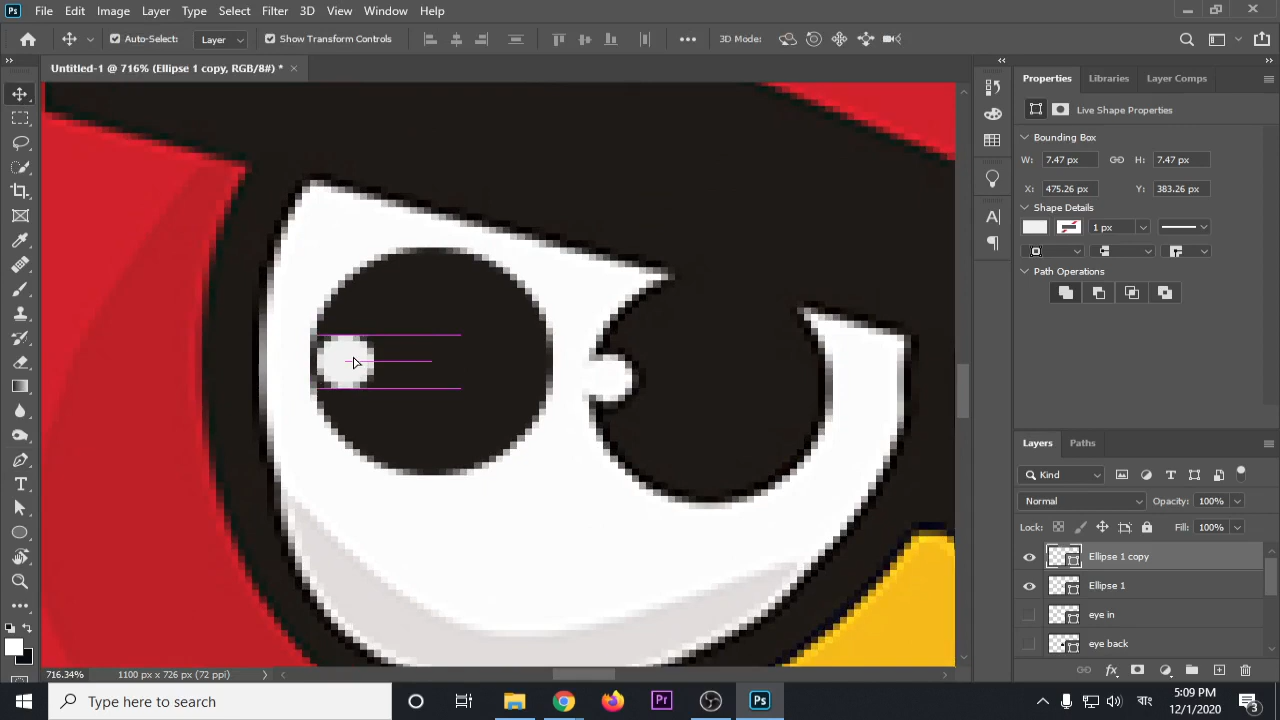 Ps File Edit Image Layer Type Select Filter 3D View Window Help
Auto-Select: Layer Show Transform Controls 3D Mode:
Untitled-1 @ 716% (Ellipse 1 copy, RGB/8#) *
Properties Libraries Layer Comps
Live Shape Properties
Bounding Box
W: 7.47 px H: 7.47 px
X: 475.26 px Y: 383.26 px
Shape Details
1 px
Path Operations
Layers Paths
Kind
Normal Opacity: 100%
Lock: Fill: 100%
Ellipse 1 copy
Ellipse 1
eye in
eye back
716.34% 1100 px x 726 px (72 ppi)
Type here to search
Pr Ps
বাং
5:09 PM
12/1/2020
3